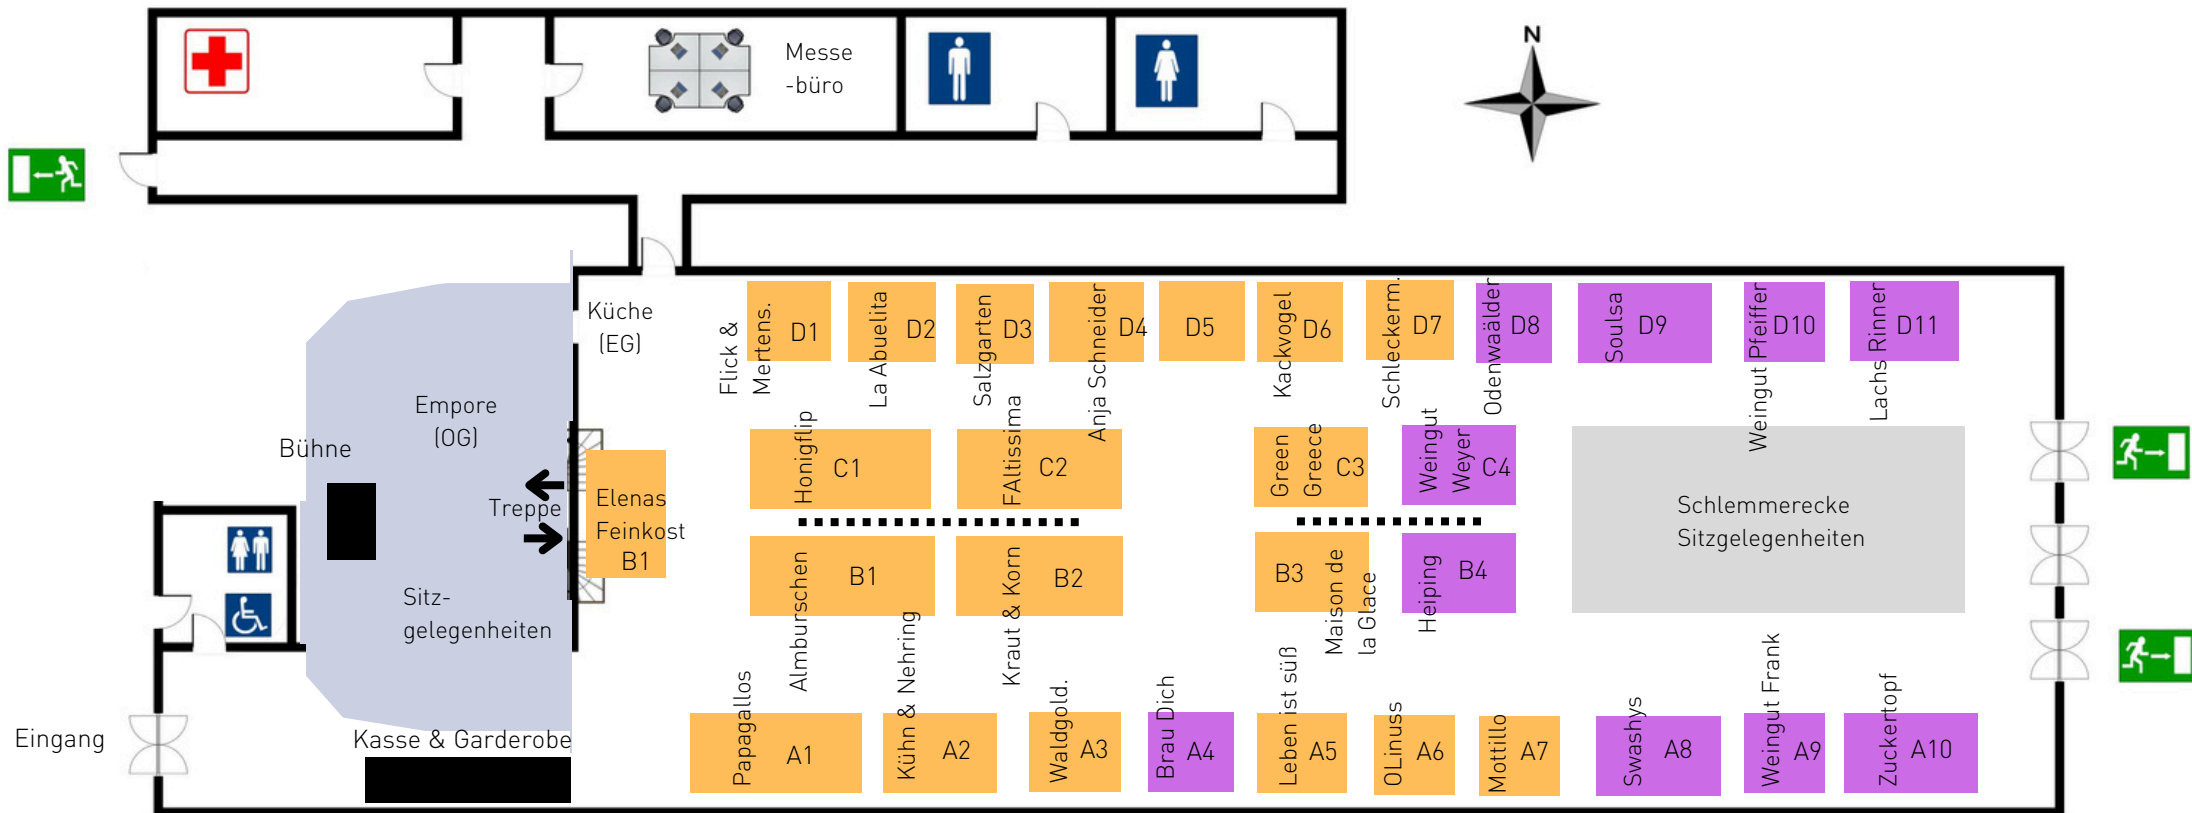 Messe
-büro
N
Küche
(EG)
Flick &
Mertens.
D1
La Abuelita
D2
Salzgarten
D3
Anja Schneider
D4
D5
Kackvogel
D6
Schleckerm.
D7
Odenwaälder
D8
Soulsa
D9
Weingut Pfeiffer
D10
Lachs Rinner
D11
Empore
(OG)
Bühne
Treppe
Elenas
Feinkost
B1
Honigflip
C1
FAltissima
C2
Green
Greece
C3
Weingut
Weyer
C4
Schlemmerecke
Sitzgelegenheiten
Almburschen
B1
Kraut & Korn
B2
B3
Maison de
la Glace
Heiping
B4
Sitz-
gelegenheiten
Eingang
Kasse & Garderobe
Papagallos
A1
Kühn & Nehring
A2
Waldgold.
A3
Brau Dich
A4
Leben ist süß
A5
OLinuss
A6
Mottillo
A7
Swashys
A8
Weingut Frank
A9
Zuckertopf
A10